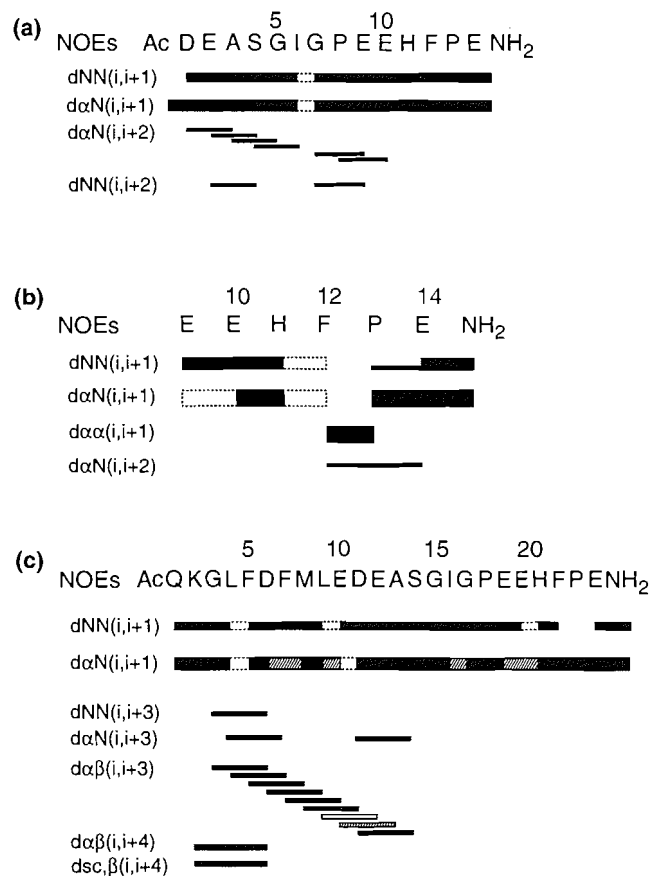 (a)
5 10
NOEs Ac D E A S G I G P E E H F P E NH2
dNN(i,i+1)
dαN(i,i+1)
dαN(i,i+2)
dNN(i,i+2)
(b)
10 12 14
NOEs E E H F P E NH2
dNN(i,i+1)
dαN(i,i+1)
dαα(i,i+1)
dαN(i,i+2)
(c)
5 10 15 20
NOEs AcQKGLFDFMLEDEASGIGPEEHFPENH2
dNN(i,i+1)
dαN(i,i+1)
dNN(i,i+3)
dαN(i,i+3)
dαβ(i,i+3)
dαβ(i,i+4)
dsc,β(i,i+4)